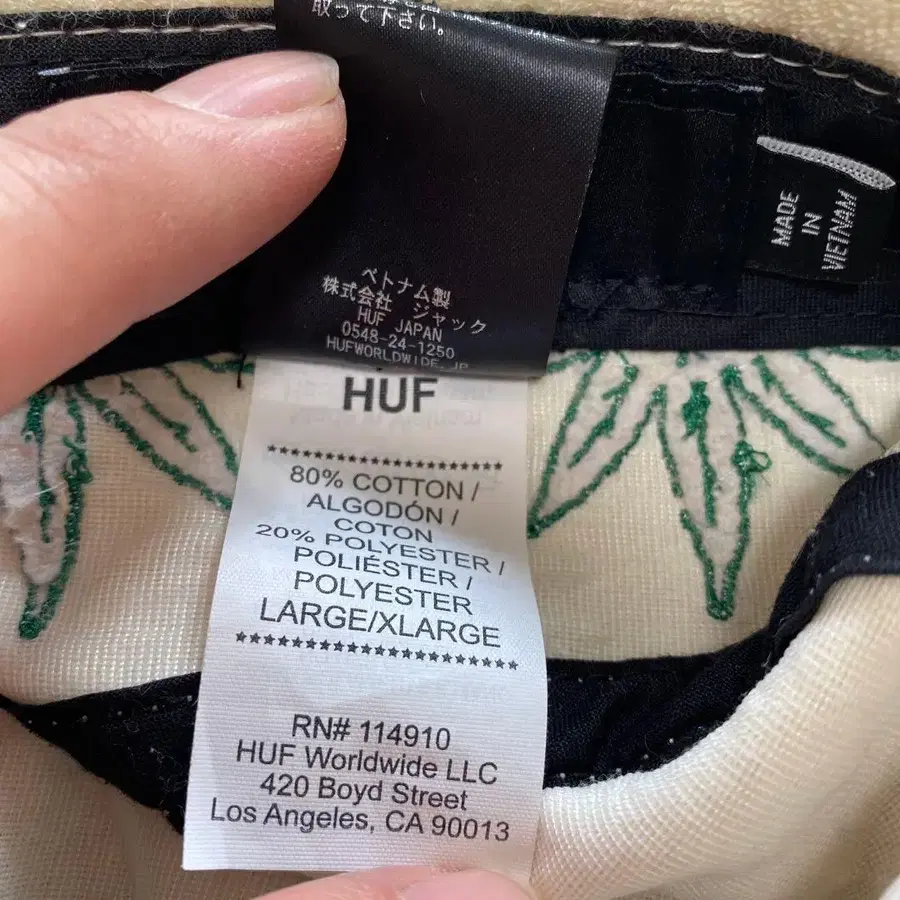 取って下さい。
ベトナム製
株式会社 ジャック
HUF JAPAN
0548-24-1250
HUFWORLDWIDE.JP
MADE
IN
VIETNAM
HUF
80% COTTON /
ALGODÓN /
COTON
20% POLYESTER /
POLIÉSTER /
POLYESTER
LARGE/XLARGE
RN# 114910
HUF Worldwide LLC
420 Boyd Street
Los Angeles, CA 90013